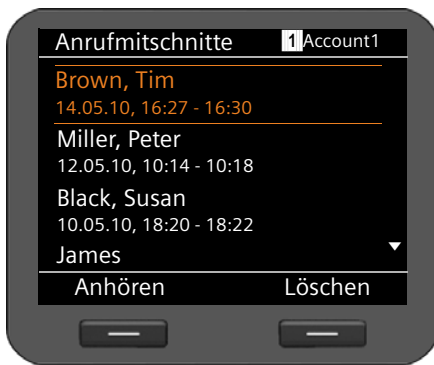 Anrufmitschnitte 1 Account1
Brown, Tim
14.05.10, 16:27 - 16:30
Miller, Peter
12.05.10, 10:14 - 10:18
Black, Susan
10.05.10, 18:20 - 18:22
James
Anhören Löschen